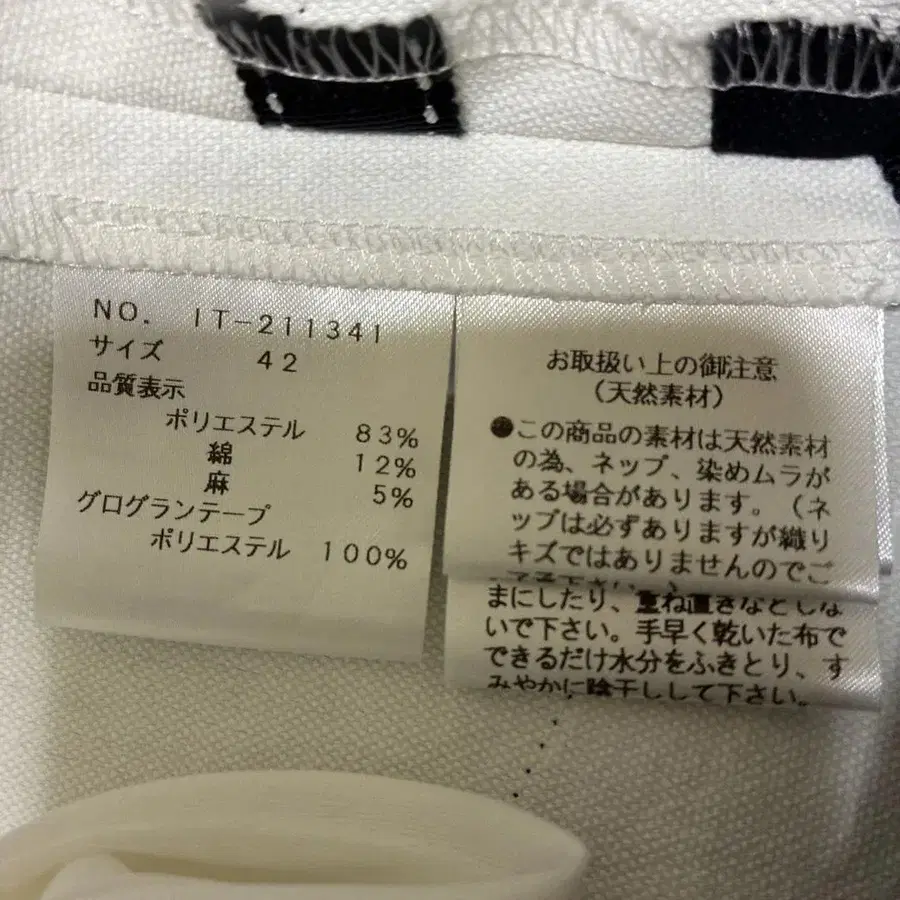 NO. IT-211341
サイズ 42
品質表示
ポリエステル 83%
綿 12%
麻 5%
グログランテープ
ポリエステル 100%
お取扱い上の御注意
(天然素材)
●この商品の素材は天然素材
の為、ネップ、染めムラが
ある場合があります。(ネ
ップは必ずありますが織り
キズではありませんのでご
まにしたり、重ね置きなどしな
いで下さい。手早く乾いた布で
できるだけ水分をふきとり、す
みやかに陰干しして下さい。